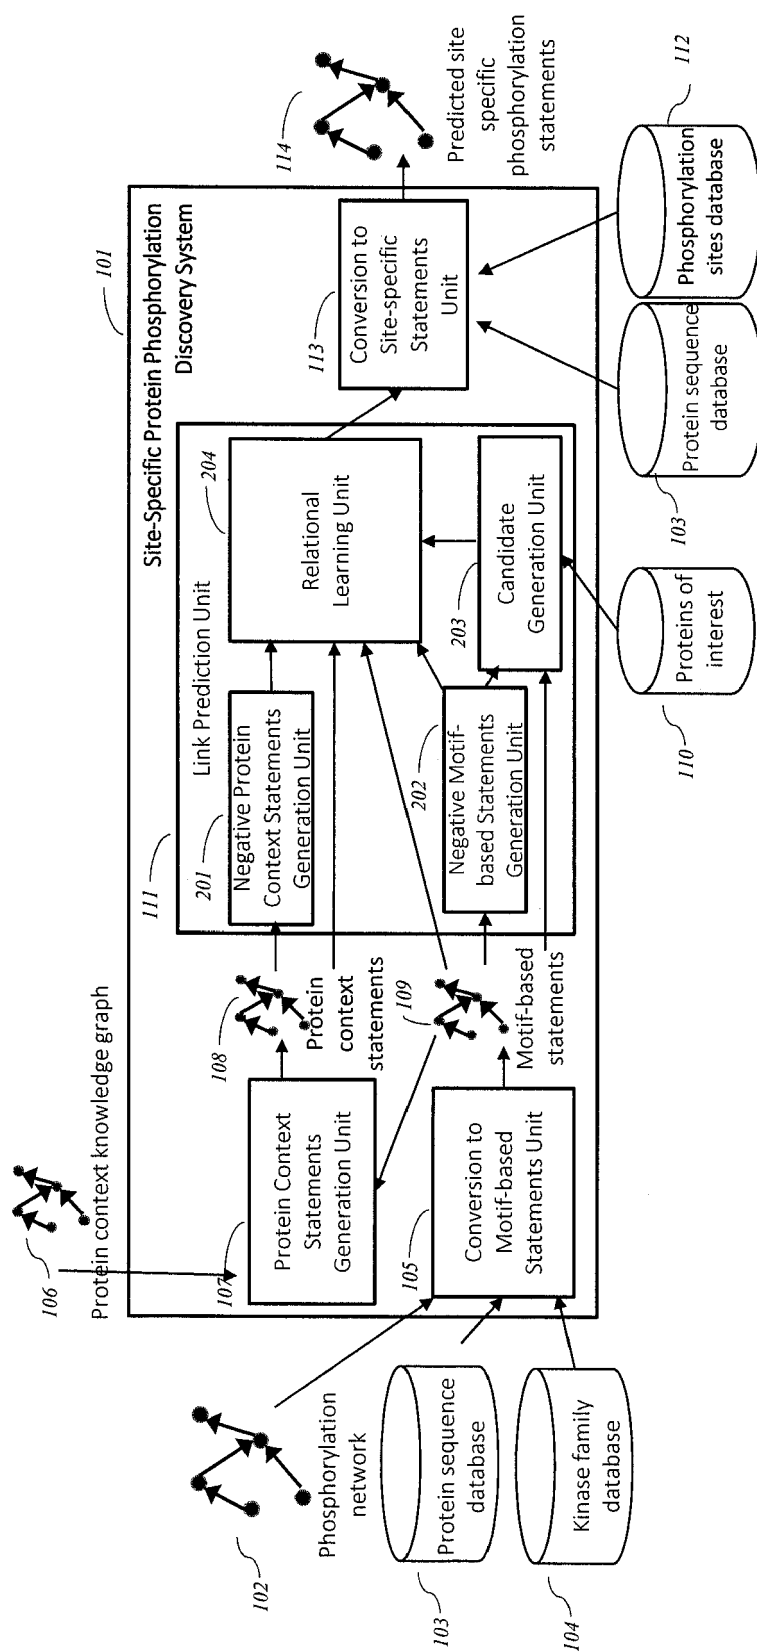 106
Protein context knowledge graph
101
Site-Specific Protein Phosphorylation
Discovery System
102
Phosphorylation
network
103
Protein sequence
database
104
Kinase family
database
107
Protein Context
Statements
Generation Unit
105
Conversion to
Motif-based
Statements Unit
108
Protein
context
statements
109
Motif-based
statements
111
Link Prediction Unit
201
Negative Protein
Context Statements
Generation Unit
202
Negative Motif-
based Statements
Generation Unit
204
Relational
Learning Unit
203
Candidate
Generation Unit
110
Proteins of
interest
113
Conversion to
Site-specific
Statements
Unit
103
Protein sequence
database
112
Phosphorylation
sites database
114
Predicted site
specific
phosphorylation
statements